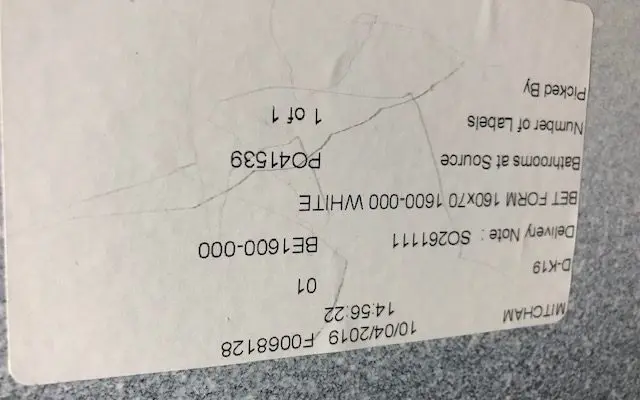 MITCHAM 10/04/2019 F0068128
14:56:22
D-K19 01
Delivery Note : SO261111 BE1600-000
BET FORM 160x70 1600-000 WHITE
Bathrooms at Source PO41539
Number of Labels 1 of 1
Picked By